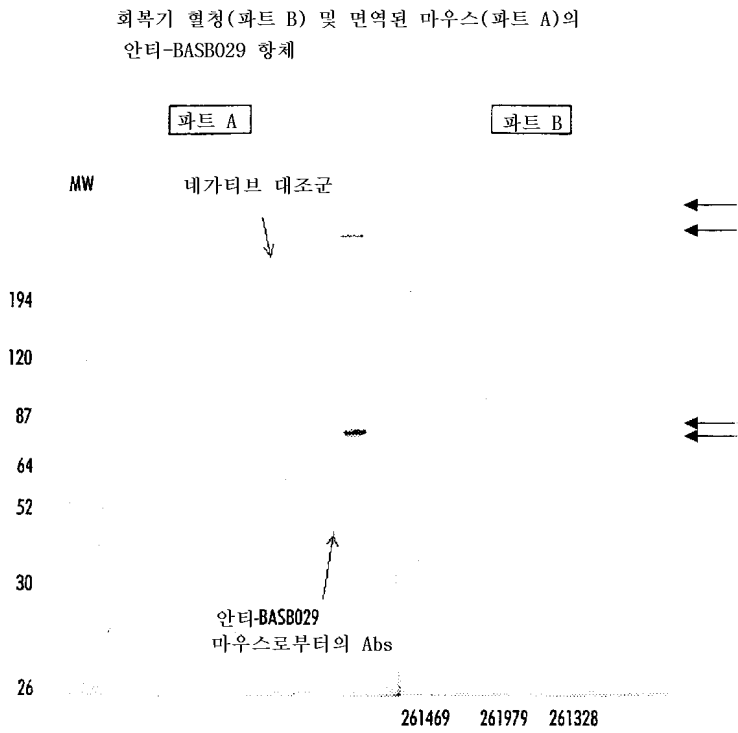 회복기 혈청(파트 B) 및 면역된 마우스(파트 A)의
안티-BASB029 항체
파트 A
파트 B
MW
네가티브 대조군
194
120
87
64
52
30
안티-BASB029
마우스로부터의 Abs
26
261469 261979 261328